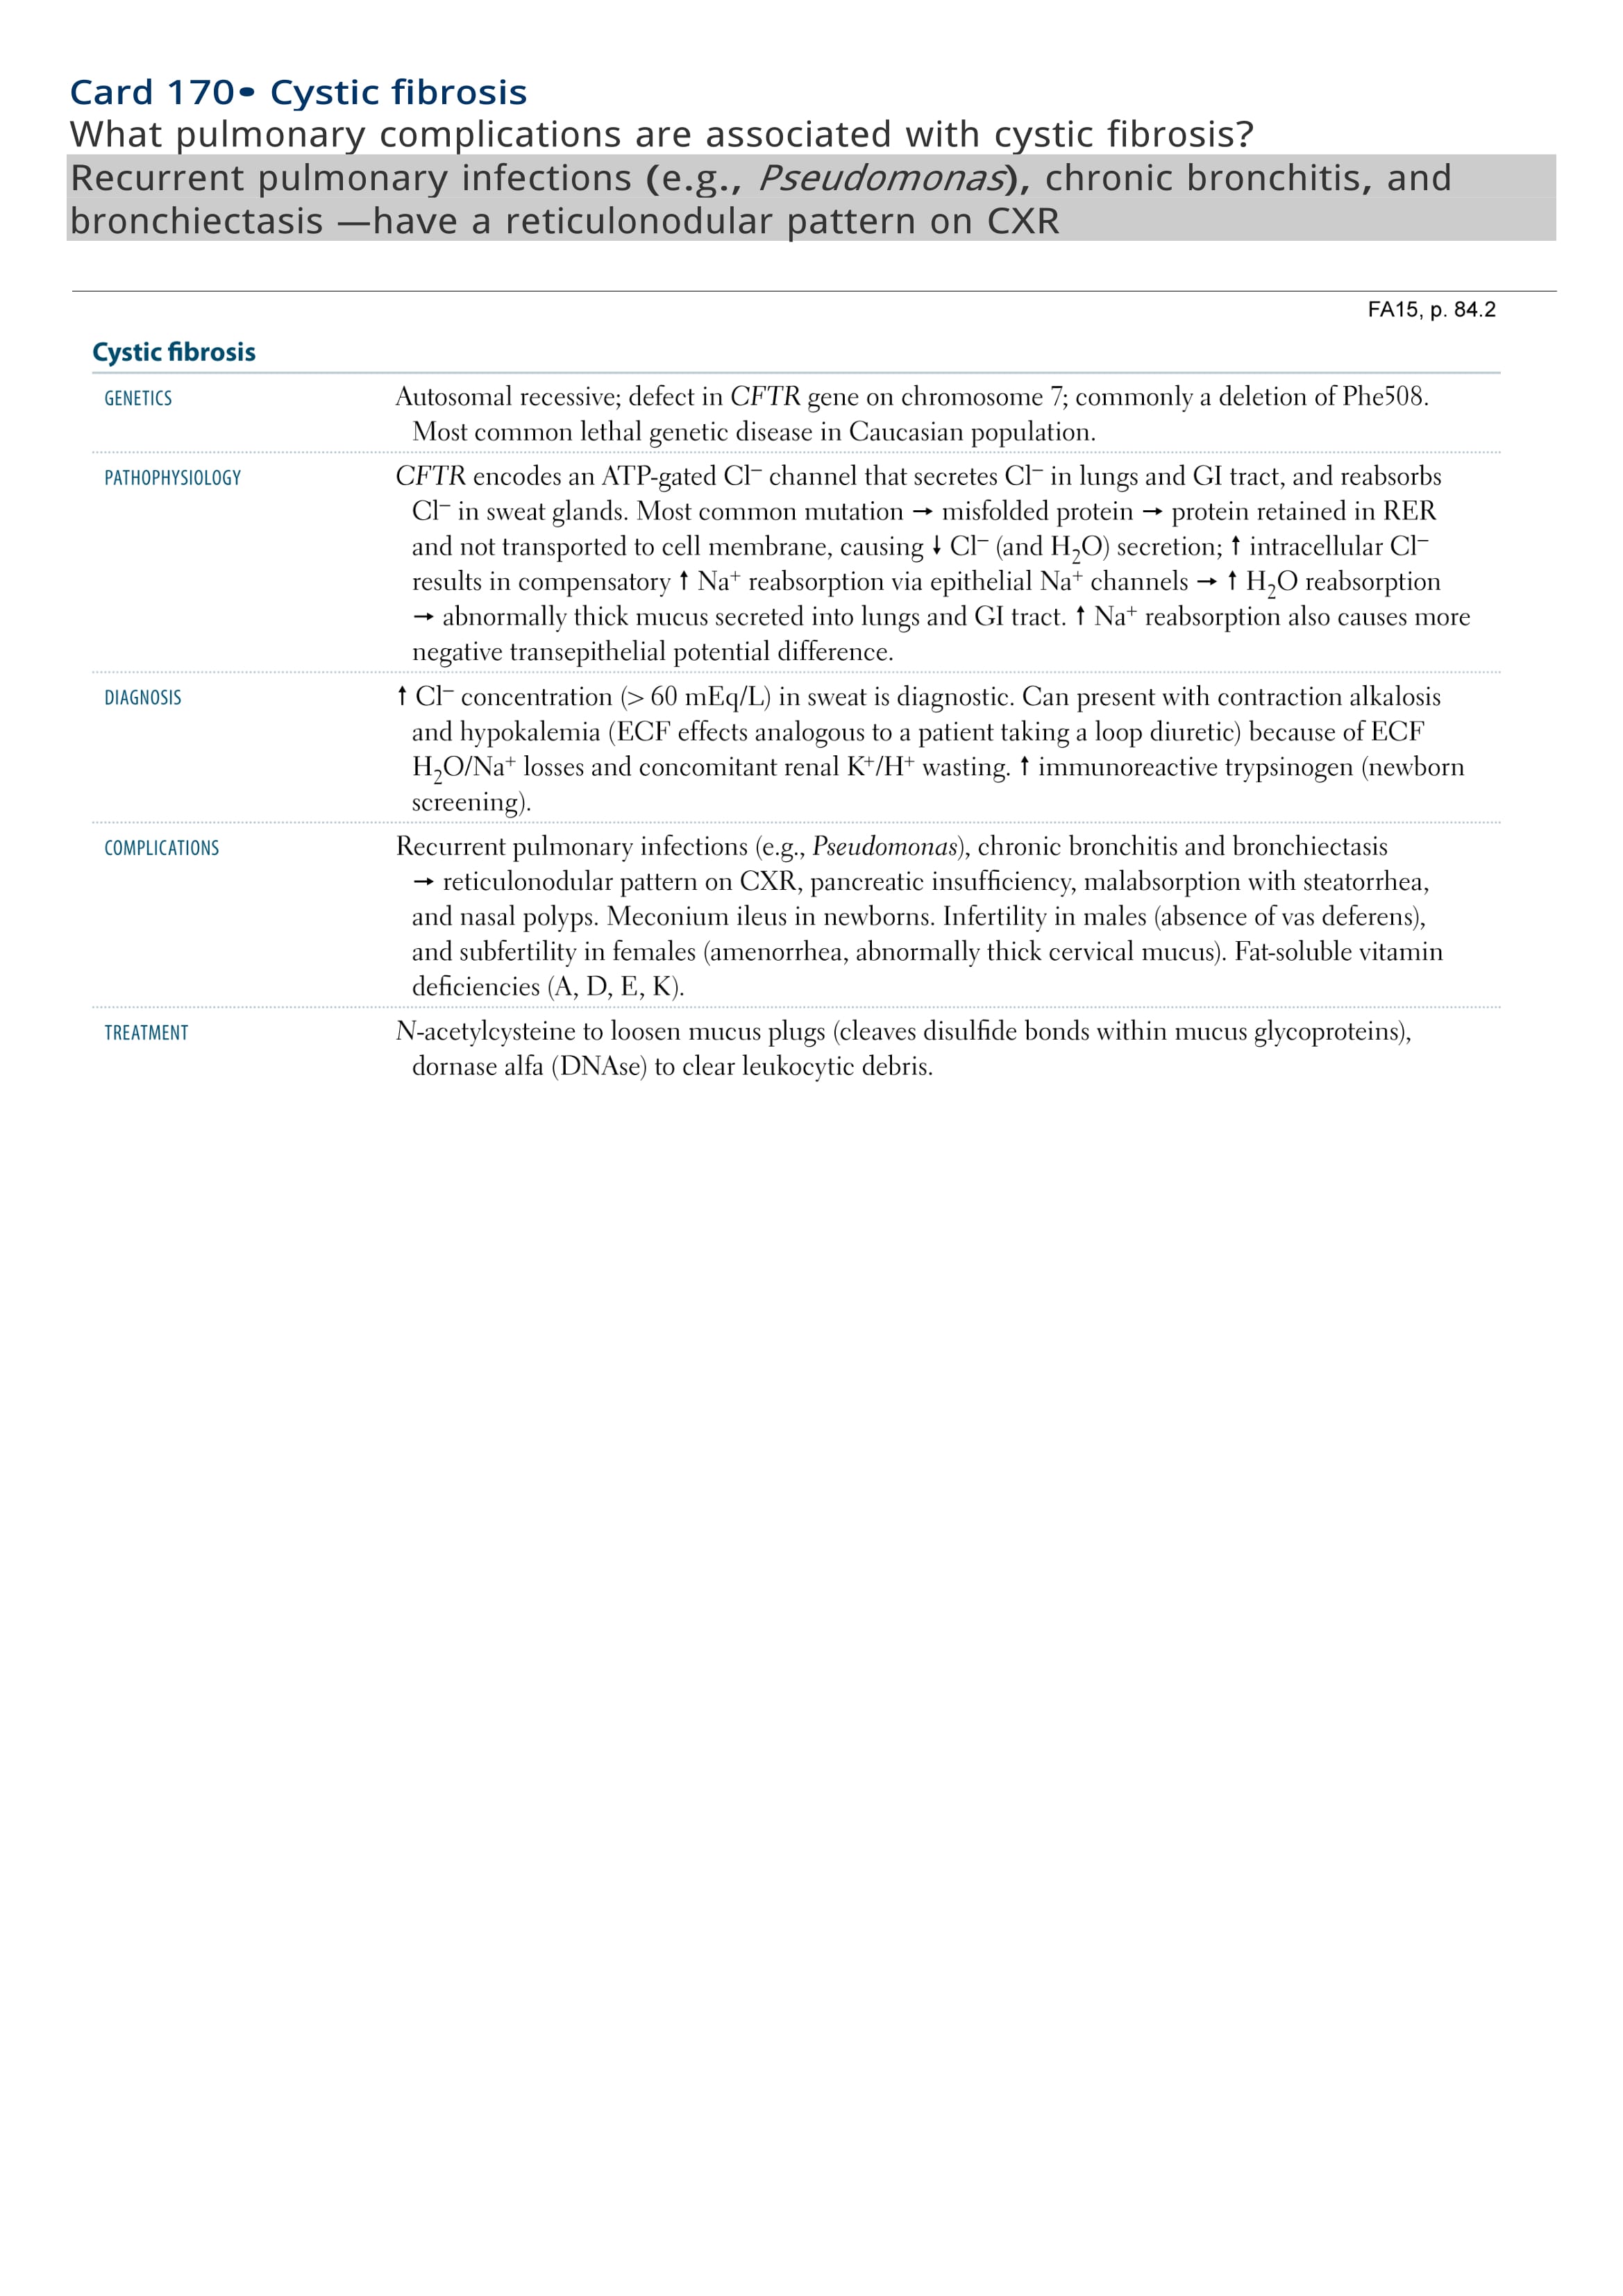 Card 170• Cystic fibrosis
What pulmonary complications are associated with cystic fibrosis?
Recurrent pulmonary infections (e.g., Pseudomonas), chronic bronchitis, and
bronchiectasis —have a reticulonodular pattern on CXR
FA15, p. 84.2
Cystic fibrosis
GENETICS
Autosomal recessive; defect in CFTR gene on chromosome 7; commonly a deletion of Phe508.
Most common lethal genetic disease in Caucasian population.
PATHOPHYSIOLOGY
CFTR encodes an ATP-gated Cl⁻ channel that secretes Cl⁻ in lungs and GI tract, and reabsorbs
Cl⁻ in sweat glands. Most common mutation → misfolded protein → protein retained in RER
and not transported to cell membrane, causing ↓ Cl⁻ (and H₂O) secretion; ↑ intracellular Cl⁻
results in compensatory ↑ Na⁺ reabsorption via epithelial Na⁺ channels → ↑ H₂O reabsorption
→ abnormally thick mucus secreted into lungs and GI tract. ↑ Na⁺ reabsorption also causes more
negative transepithelial potential difference.
DIAGNOSIS
↑ Cl⁻ concentration (> 60 mEq/L) in sweat is diagnostic. Can present with contraction alkalosis
and hypokalemia (ECF effects analogous to a patient taking a loop diuretic) because of ECF
H₂O/Na⁺ losses and concomitant renal K⁺/H⁺ wasting. ↑ immunoreactive trypsinogen (newborn
screening).
COMPLICATIONS
Recurrent pulmonary infections (e.g., Pseudomonas), chronic bronchitis and bronchiectasis
→ reticulonodular pattern on CXR, pancreatic insufficiency, malabsorption with steatorrhea,
and nasal polyps. Meconium ileus in newborns. Infertility in males (absence of vas deferens),
and subfertility in females (amenorrhea, abnormally thick cervical mucus). Fat-soluble vitamin
deficiencies (A, D, E, K).
TREATMENT
N-acetylcysteine to loosen mucus plugs (cleaves disulfide bonds within mucus glycoproteins),
dornase alfa (DNAse) to clear leukocytic debris.